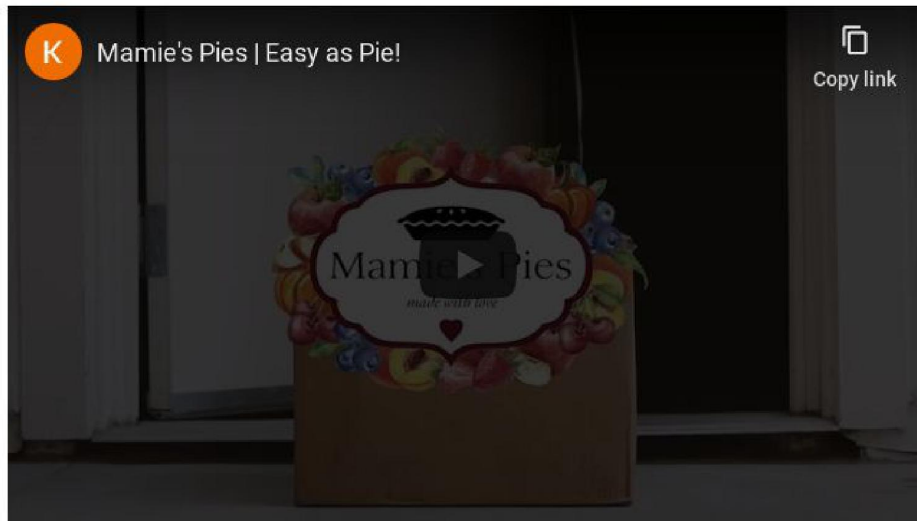 K
Mamie's Pies | Easy as Pie!
Copy link
Mamie's Pies
made with love